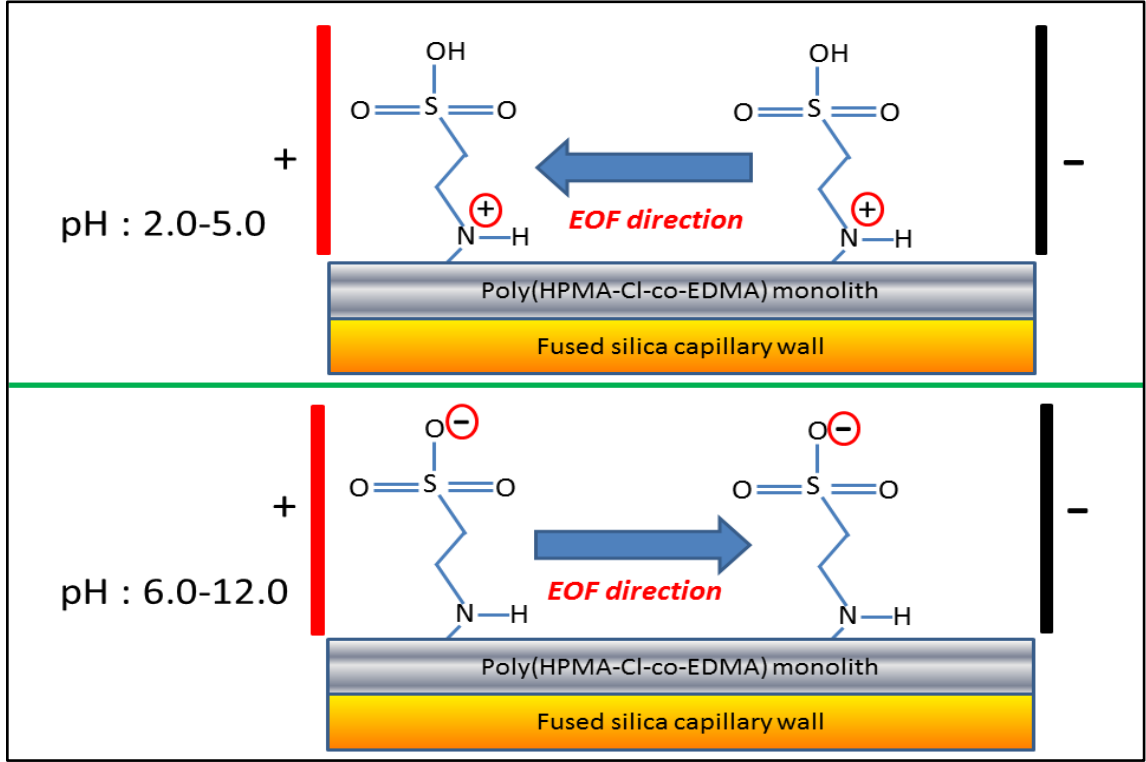 OH
OH
O
S
O
O
S
O
+
−
EOF direction
pH : 2.0-5.0
+
N
H
+
N
H
Poly(HPMA-Cl-co-EDMA) monolith
Fused silica capillary wall
O −
O −
O
S
O
O
S
O
+
−
EOF direction
pH : 6.0-12.0
N
H
N
H
Poly(HPMA-Cl-co-EDMA) monolith
Fused silica capillary wall